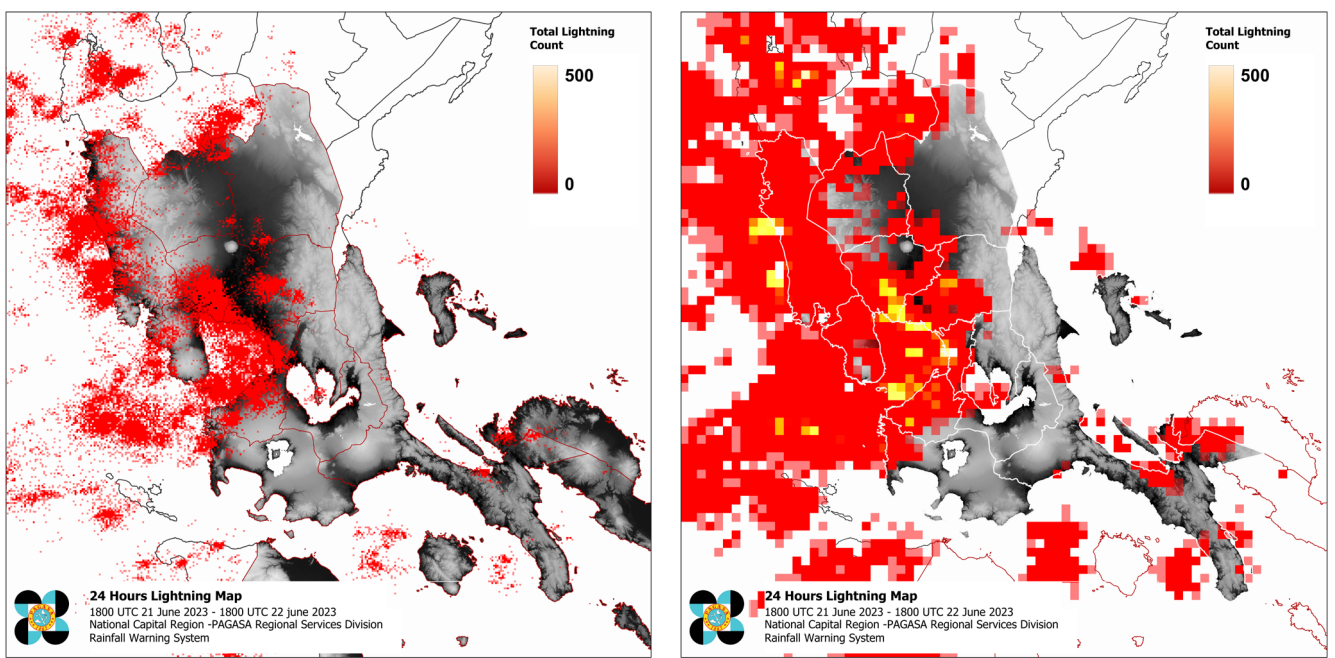 Total Lightning
Count
500
0
24 Hours Lightning Map
1800 UTC 21 June 2023 - 1800 UTC 22 june 2023
National Capital Region -PAGASA Regional Services Division
Rainfall Warning System
PAGASA
Total Lightning
Count
500
0
24 Hours Lightning Map
1800 UTC 21 June 2023 - 1800 UTC 22 June 2023
National Capital Region -PAGASA Regional Services Division
Rainfall Warning System
PAGASA